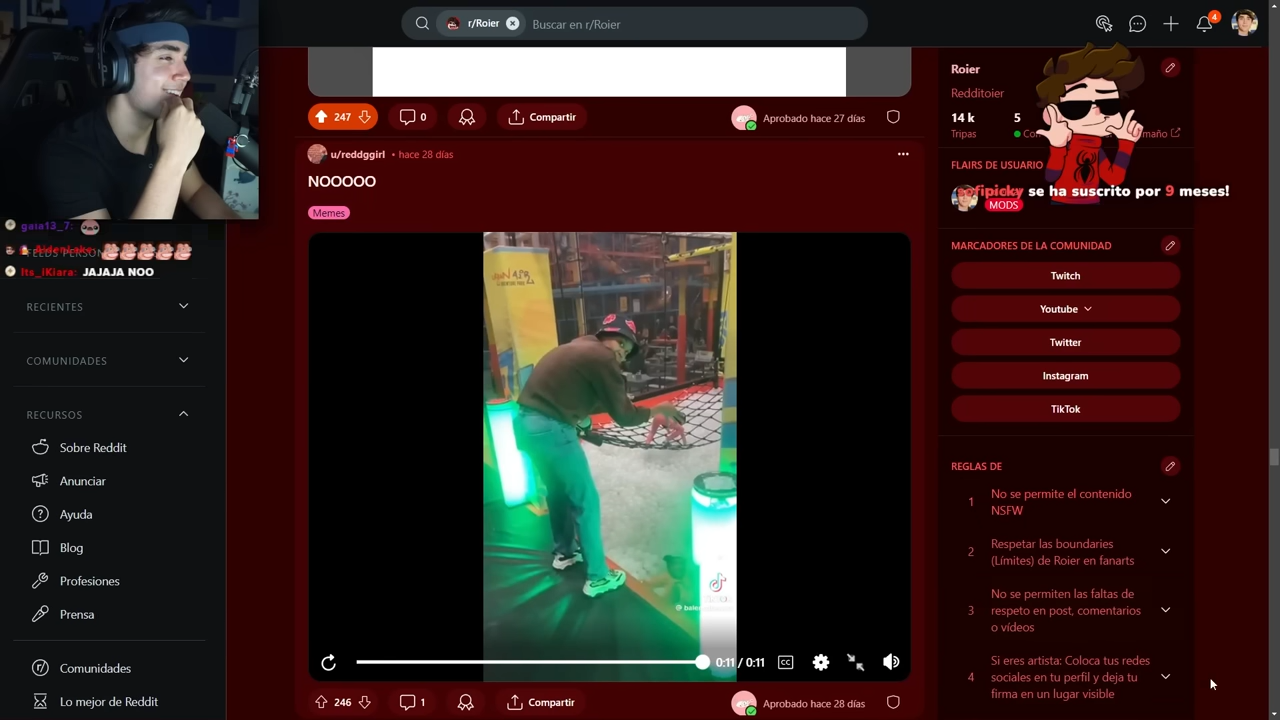 r/Roier
Buscar en r/Roier
4
247
0
Compartir
Aprobado hace 27 días
u/reddggirl • hace 28 días
NOOOOO
Memes
0:11 / 0:11
CC
246
1
Compartir
Aprobado hace 28 días
gaia13_7:
Its_iKiara: JAJAJA NOO
RECIENTES
COMUNIDADES
RECURSOS
Sobre Reddit
Anunciar
Ayuda
Blog
Profesiones
Prensa
Comunidades
Lo mejor de Reddit
Roier
Redditoier
14 k
5
Tripas
FLAIRS DE USUARIO
se ha suscrito por 9 meses!
MODS
MARCADORES DE LA COMUNIDAD
Twitch
Youtube
Twitter
Instagram
TikTok
REGLAS DE
1
No se permite el contenido
NSFW
2
Respetar las boundaries
(Límites) de Roier en fanarts
3
No se permiten las faltas de
respeto en post, comentarios
o vídeos
4
Si eres artista: Coloca tus redes
sociales en tu perfil y deja tu
firma en un lugar visible